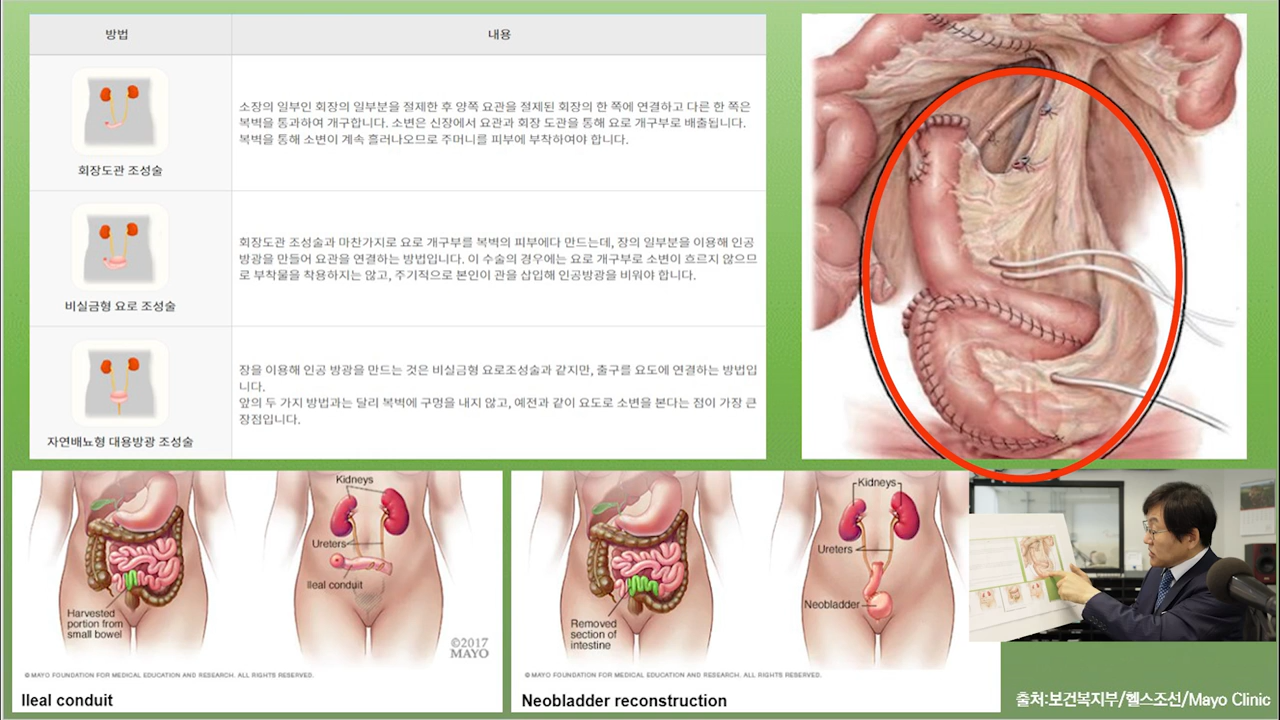 방법
내용
소장의 일부인 회장의 일부분을 절제한 후 양쪽 요관을 절제된 회장의 한 쪽에 연결하고 다른 한 쪽은
복벽을 통과하여 개구합니다. 소변은 신장에서 요관과 회장 도관을 통해 요로 개구부로 배출됩니다.
복벽을 통해 소변이 계속 흘러나오므로 주머니를 피부에 부착하여야 합니다.
회장도관 조성술
회장도관 조성술과 마찬가지로 요로 개구부를 복벽의 피부에다 만드는데, 장의 일부분을 이용해 인공
방광을 만들어 요관을 연결하는 방법입니다. 이 수술의 경우에는 요로 개구부로 소변이 흐르지 않으므
로 부착물을 착용하지는 않고, 주기적으로 본인이 관을 삽입해 인공방광을 비워야 합니다.
비실금형 요로 조성술
장을 이용해 인공 방광을 만드는 것은 비실금형 요로조성술과 같지만, 출구를 요도에 연결하는 방법입
니다.
앞의 두 가지 방법과는 달리 복벽에 구멍을 내지 않고, 예전과 같이 요도로 소변을 본다는 점이 가장 큰
장점입니다.
자연배뇨형 대용방광 조성술
Kidneys
Ureters
Ileal conduit
Harvested
portion from
small bowel
©2017
MAYO
© MAYO FOUNDATION FOR MEDICAL EDUCATION AND RESEARCH. ALL RIGHTS RESERVED.
Ileal conduit
Kidneys
Ureters
Neobladder
Removed
section of
intestine
© MAYO FOUNDATION FOR MEDICAL EDUCATION AND RESEARCH. ALL RIGHTS RESERVED.
Neobladder reconstruction
출처:보건복지부/헬스조선/Mayo Clinic